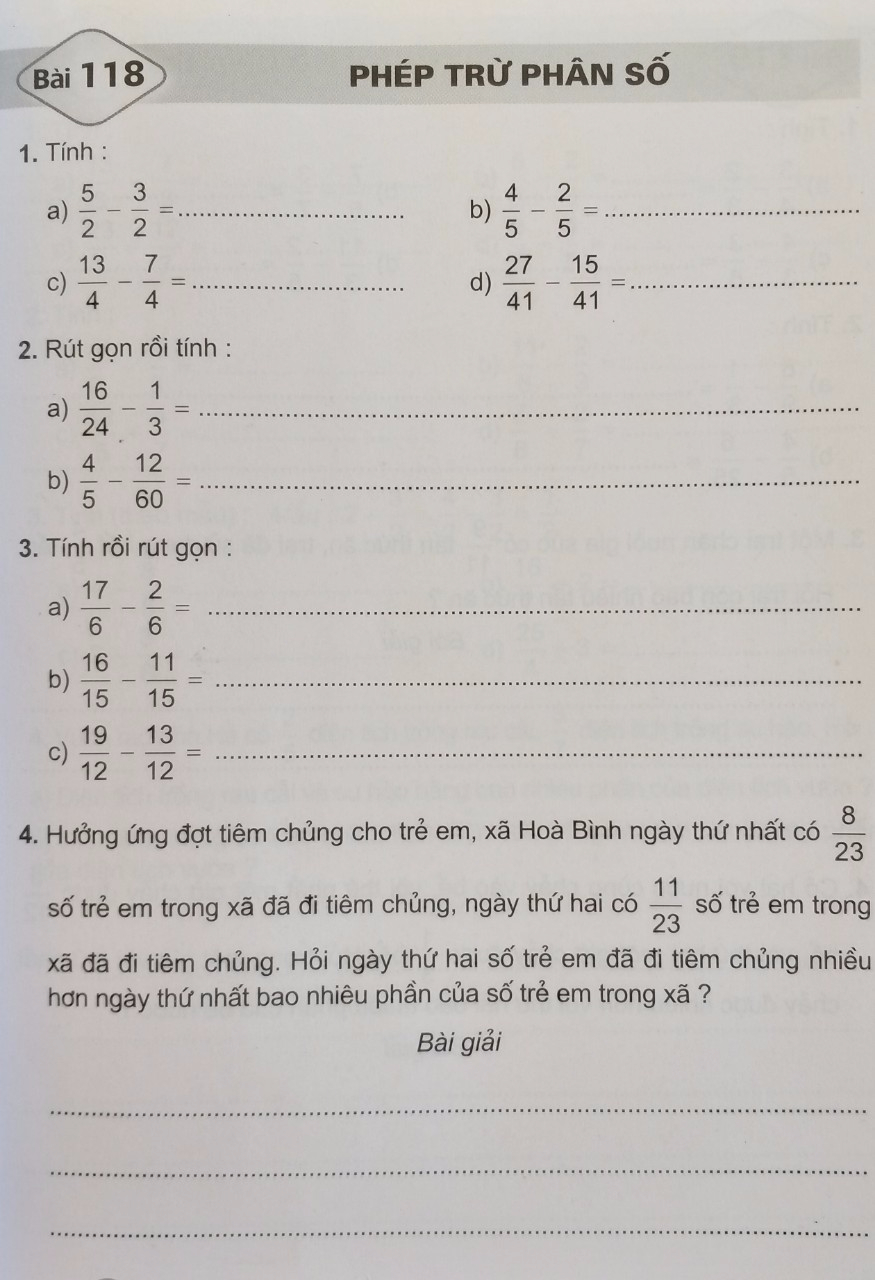 Bài 118 PHÉP TRỪ PHÂN SỐ
1. Tính :
a) 5/2 − 3/2 = ........................................ b) 4/5 − 2/5 = ........................................
c) 13/4 − 7/4 = ........................................ d) 27/41 − 15/41 = ........................................
2. Rút gọn rồi tính :
a) 16/24 − 1/3 = ........................................
b) 4/5 − 12/60 = ........................................
3. Tính rồi rút gọn :
a) 17/6 − 2/6 = ........................................
b) 16/15 − 11/15 = ........................................
c) 19/12 − 13/12 = ........................................
4. Hưởng ứng đợt tiêm chủng cho trẻ em, xã Hoà Bình ngày thứ nhất có 8/23
số trẻ em trong xã đã đi tiêm chủng, ngày thứ hai có 11/23 số trẻ em trong
xã đã đi tiêm chủng. Hỏi ngày thứ hai số trẻ em đã đi tiêm chủng nhiều
hơn ngày thứ nhất bao nhiêu phần của số trẻ em trong xã ?
Bài giải
........................................
........................................
........................................